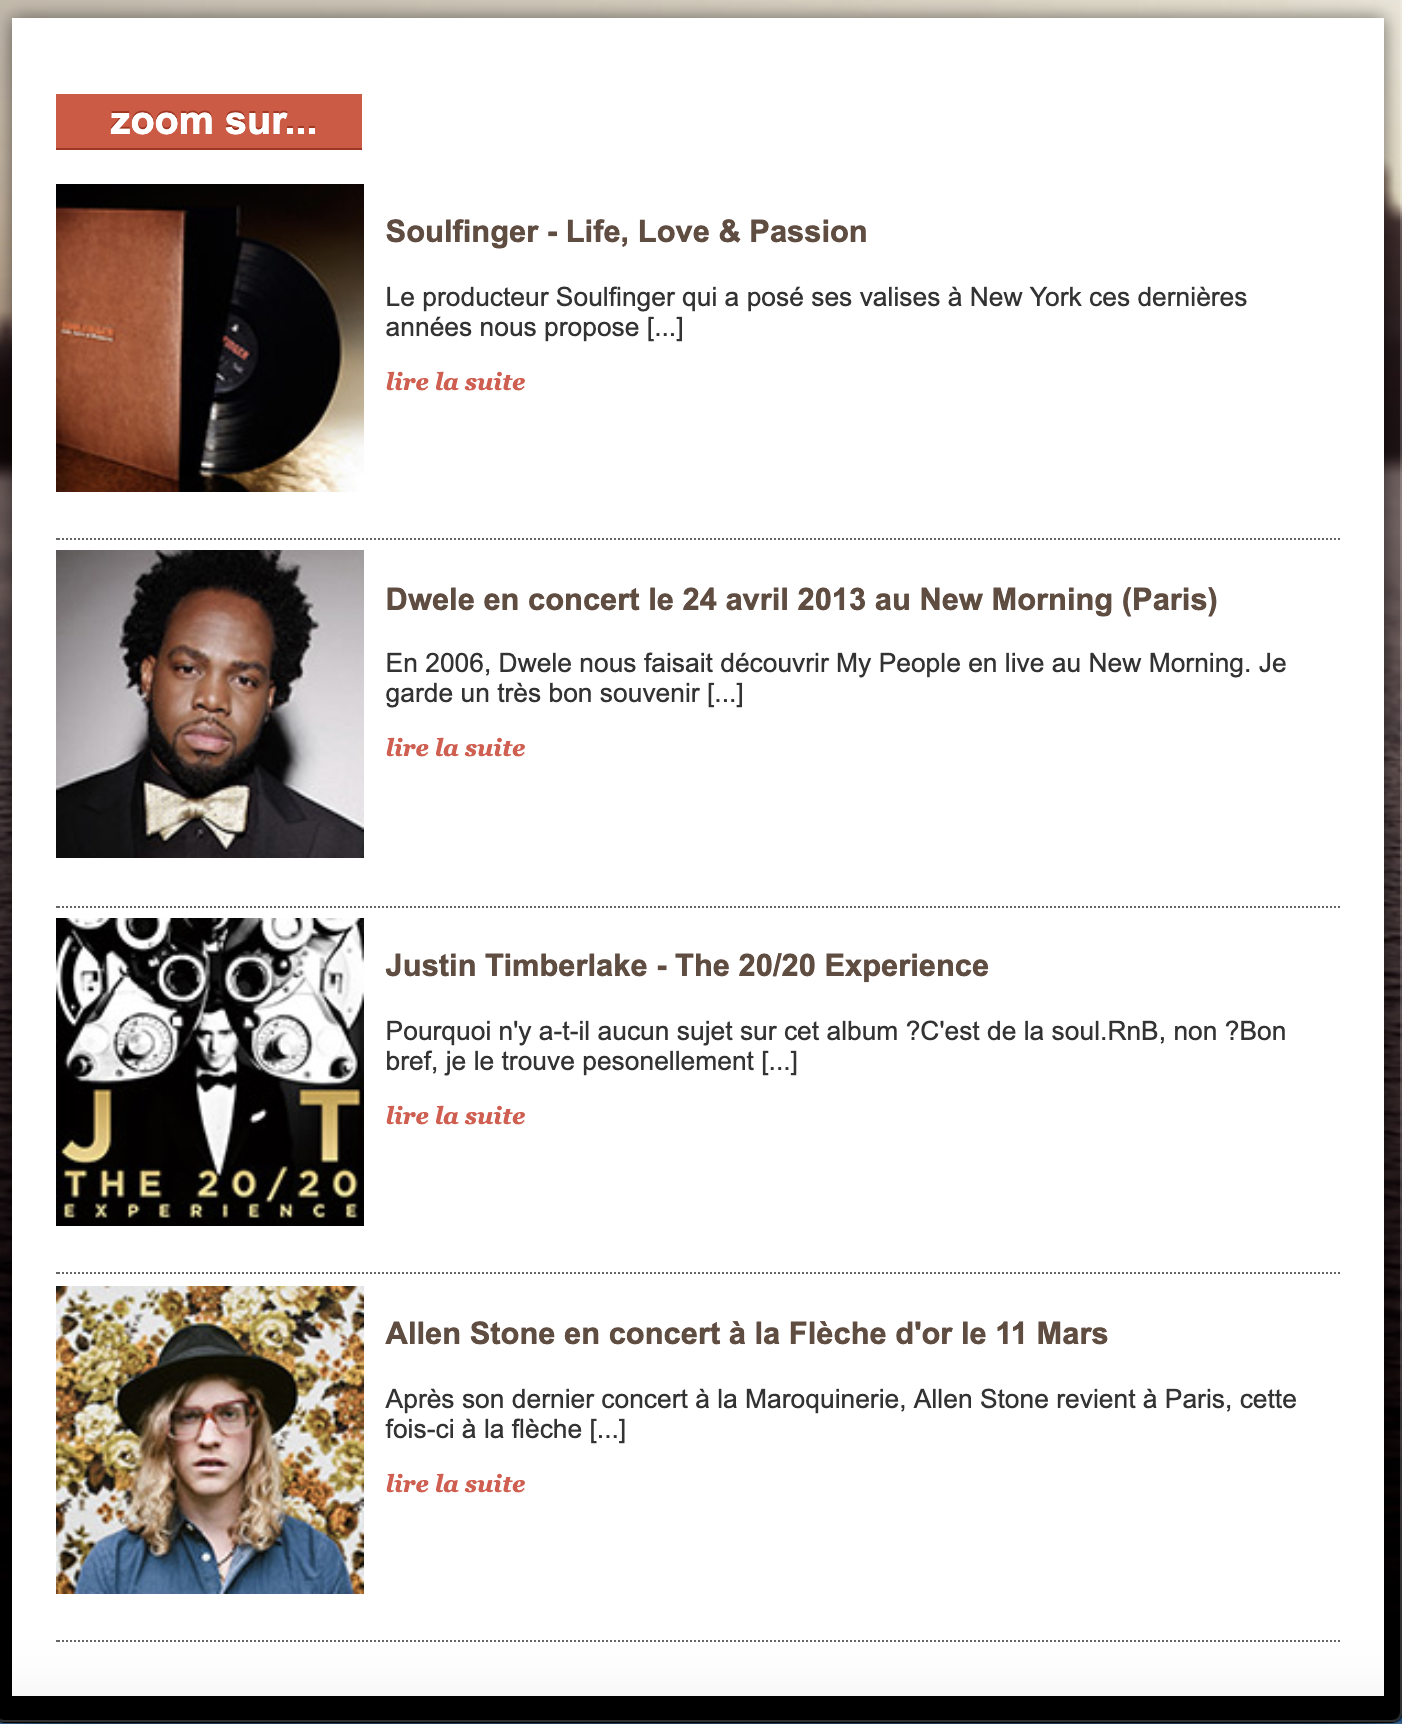 zoom sur...
Soulfinger - Life, Love & Passion
Le producteur Soulfinger qui a posé ses valises à New York ces dernières
années nous propose [...]
lire la suite
Dwele en concert le 24 avril 2013 au New Morning (Paris)
En 2006, Dwele nous faisait découvrir My People en live au New Morning. Je
garde un très bon souvenir [...]
lire la suite
J T
THE 20/20
EXPERIENCE
Justin Timberlake - The 20/20 Experience
Pourquoi n'y a-t-il aucun sujet sur cet album ?C'est de la soul.RnB, non ?Bon
bref, je le trouve pesonellement [...]
lire la suite
Allen Stone en concert à la Flèche d'or le 11 Mars
Après son dernier concert à la Maroquinerie, Allen Stone revient à Paris, cette
fois-ci à la flèche [...]
lire la suite